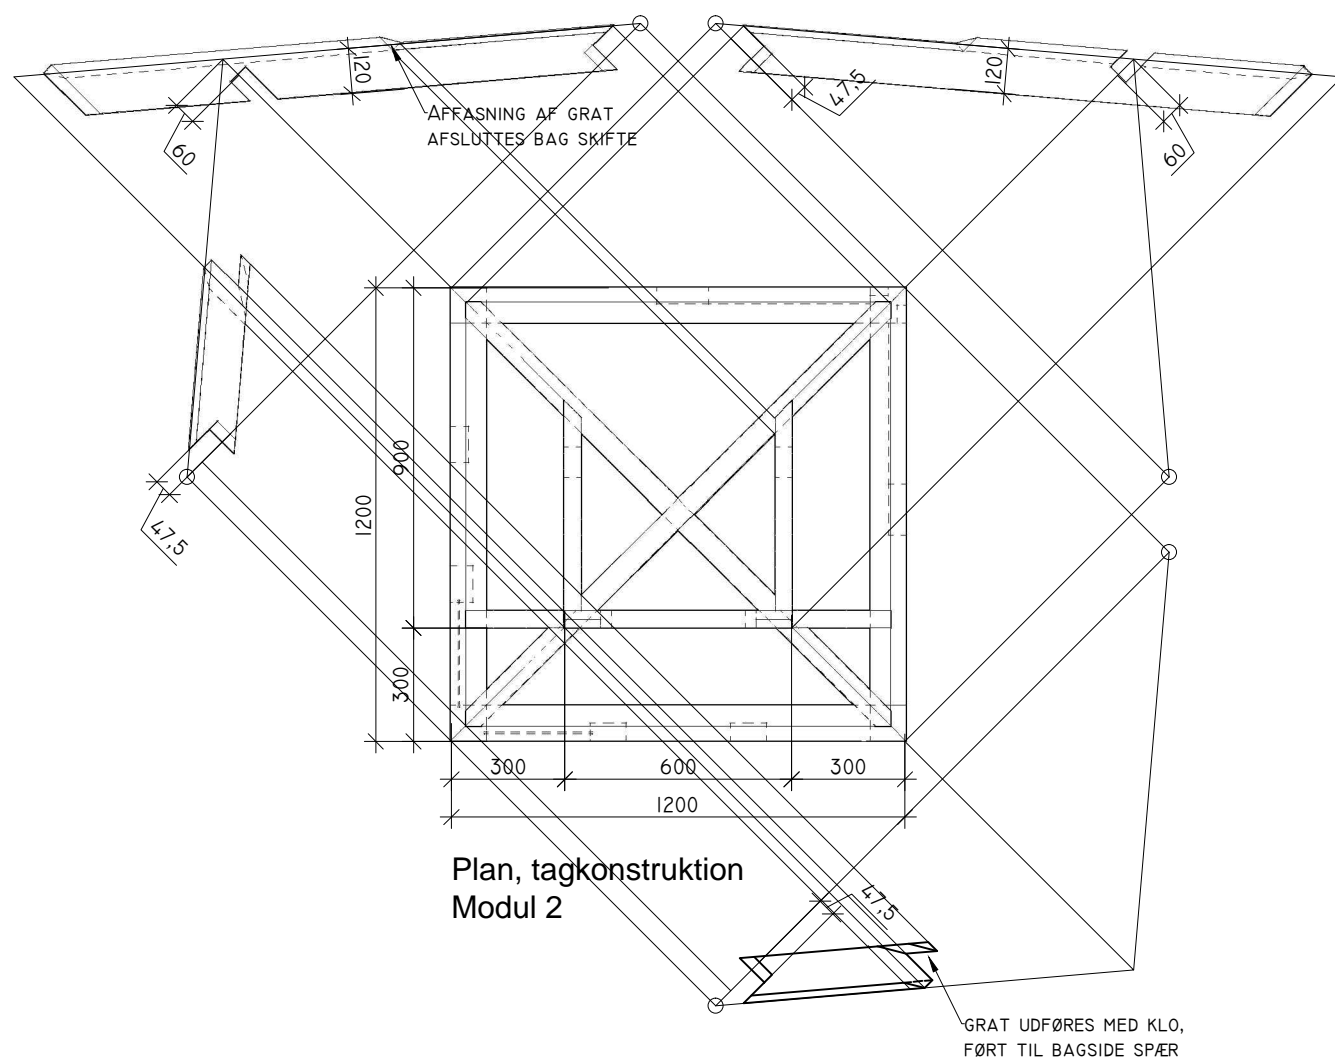 120
AFFASNING AF GRAT
AFSLUTTES BAG SKIFTE
60
47,5
120
60
900
1200
47,5
300
300
600
300
1200
Plan, tagkonstruktion
Modul 2
47,5
GRAT UDFØRES MED KLO,
FØRT TIL BAGSIDE SPÆR